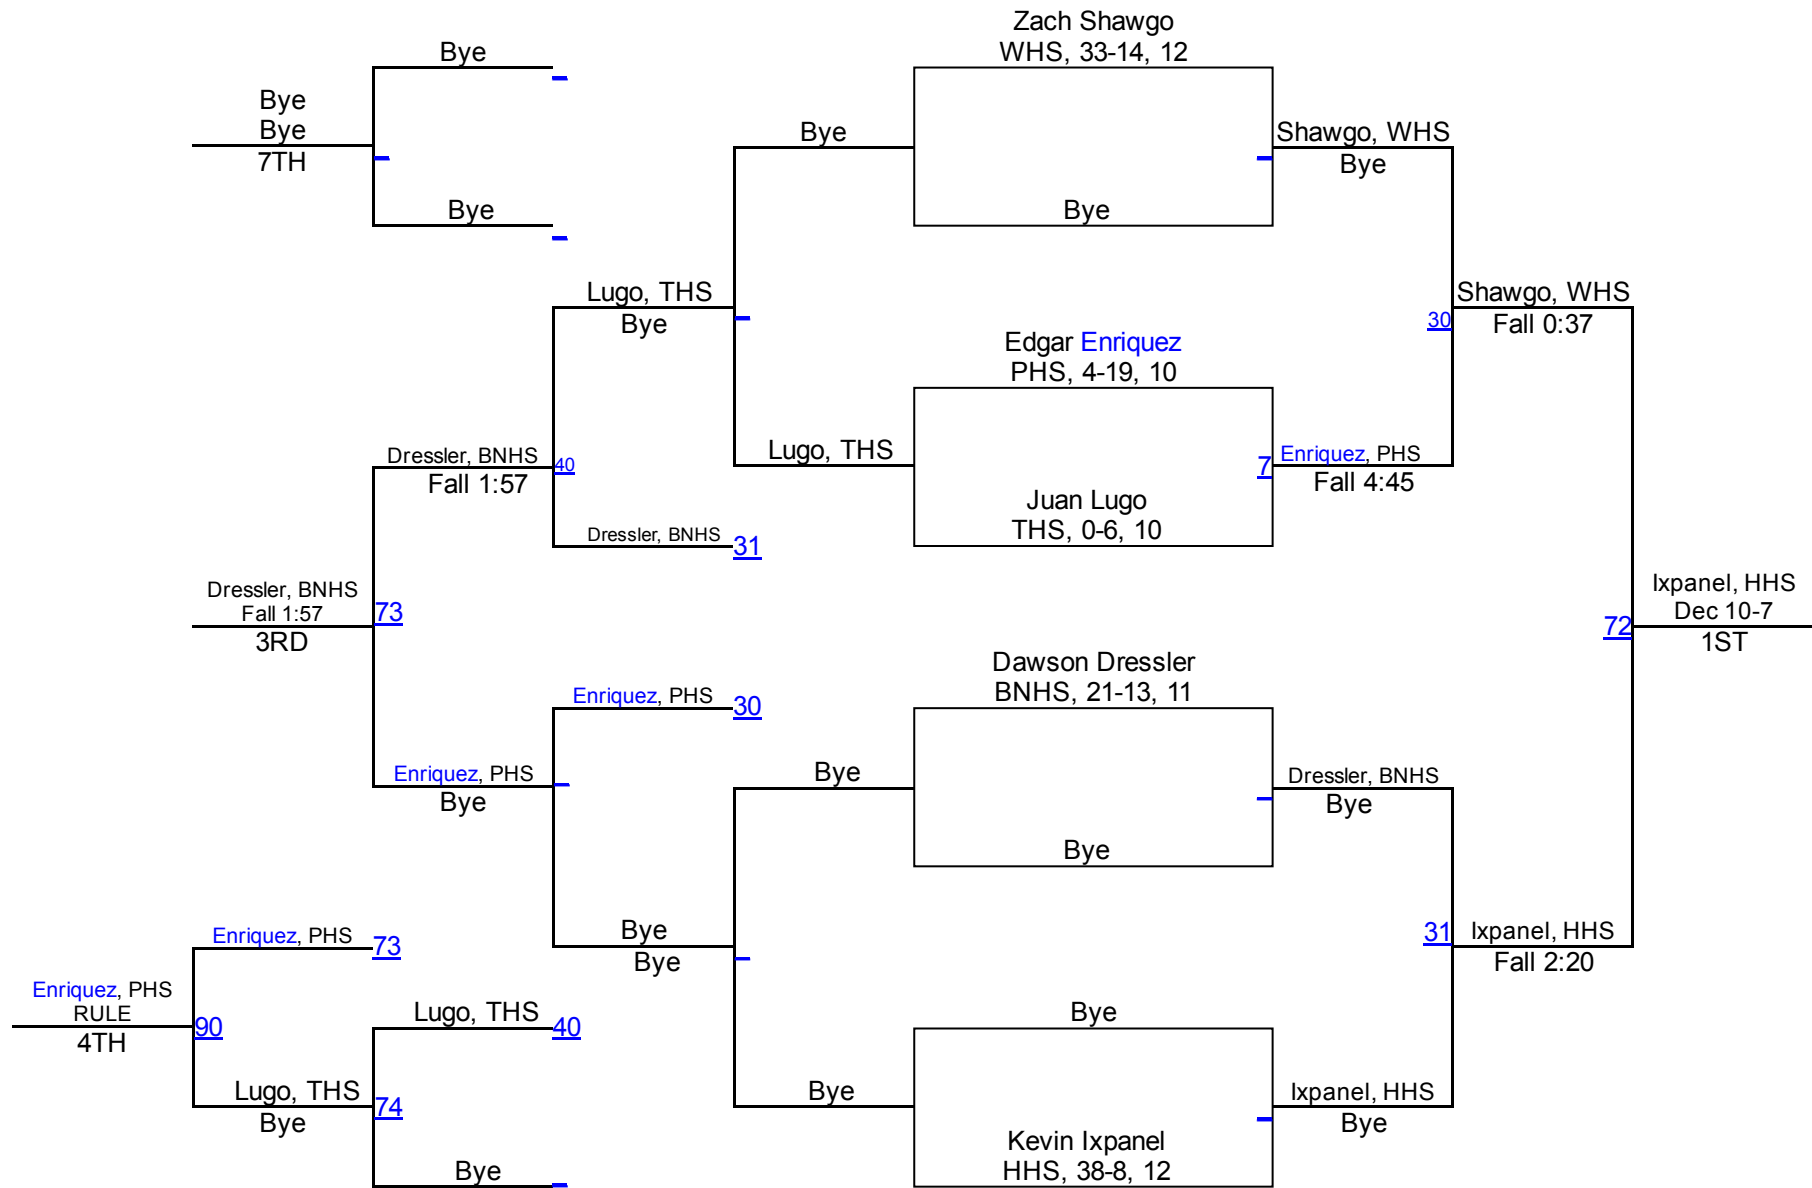 Zach Shawgo
WHS, 33-14, 12
Bye
Bye
Bye
7TH
Bye
Shawgo, WHS
Bye
Bye
Bye
Lugo, THS
Bye
Shawgo, WHS
30
Fall 0:37
Edgar Enriquez
PHS, 4-19, 10
Lugo, THS
Enriquez, PHS
7
Fall 4:45
Dressler, BNHS
40
Fall 1:57
Juan Lugo
THS, 0-6, 10
Dressler, BNHS
31
Dressler, BNHS
Fall 1:57
73
3RD
Ixpanel, HHS
Dec 10-7
72
1ST
Dawson Dressler
BNHS, 21-13, 11
Enriquez, PHS
30
Enriquez, PHS
Bye
Bye
Dressler, BNHS
Bye
Bye
Enriquez, PHS
73
Bye
Bye
31
Ixpanel, HHS
Fall 2:20
Enriquez, PHS
RULE
90
4TH
Lugo, THS
40
Bye
Lugo, THS
74
Bye
Bye
Ixpanel, HHS
Bye
Kevin Ixpanel
HHS, 38-8, 12
Bye